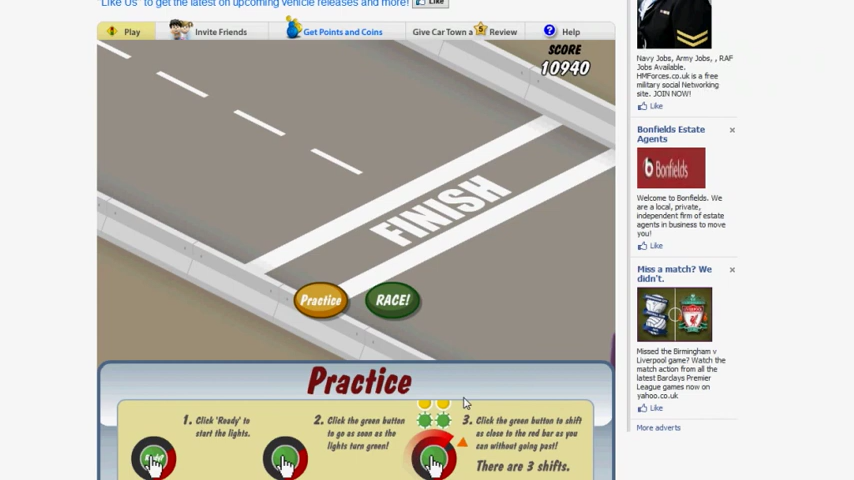 "Like Us" to get the latest on upcoming vehicle releases and more! Like
Play
Invite Friends
Get Points and Coins
Give Car Town a 5 Review
Help
SCORE
10940
FINISH
Practice
RACE!
Practice
1. Click 'Ready' to
start the lights.
2. Click the green button
to go as soon as the
lights turn green!
3. Click the green button to shift
as close to the red bar as you
can without going past!
There are 3 shifts.
Navy Jobs, Army Jobs, , RAF
Jobs Available.
HMForces.co.uk is a free
military social Networking
site. JOIN NOW!
Like
Bonfields Estate
Agents
Bonfields
Welcome to Bonfields. We
are a local, private,
independent firm of estate
agents in business to move
you!
Like
Miss a match? We
didn't.
Missed the Birmingham v
Liverpool game? Watch the
match action from all the
latest Barclays Premier
League games now on
yahoo.co.uk
Like
More adverts